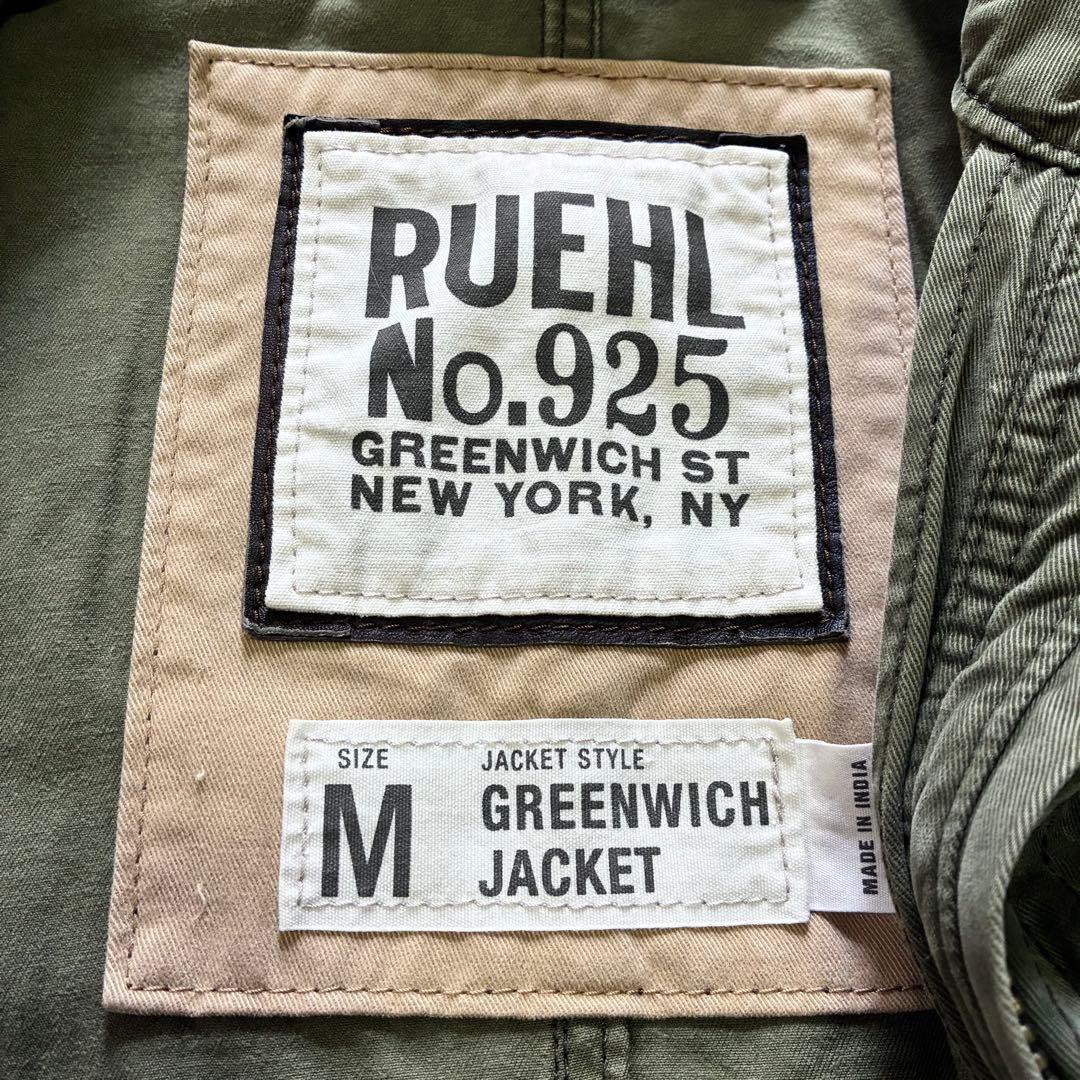 RUEHL
No.925
GREENWICH ST
NEW YORK, NY
SIZE
M
JACKET STYLE
GREENWICH
JACKET
MADE IN INDIA